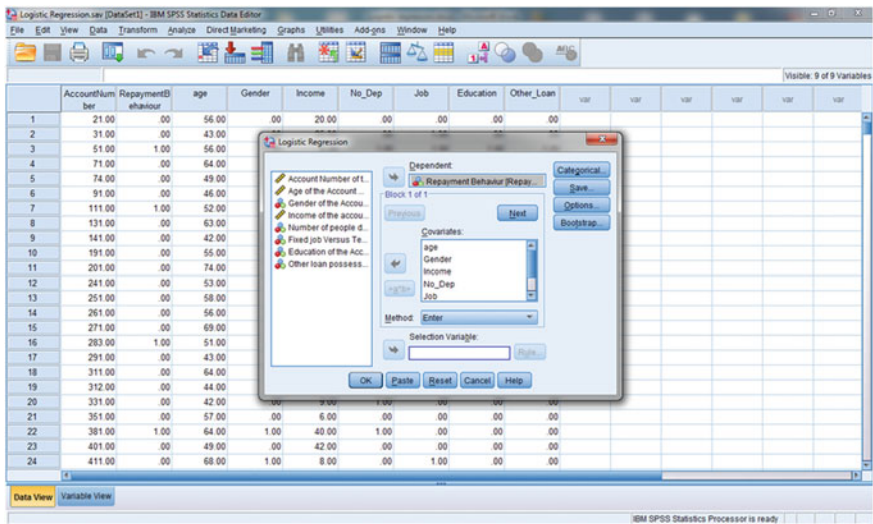 Logistic Regression.sav [DataSet1] - IBM SPSS Statistics Data Editor
File Edit View Data Transform Analyze Direct Marketing Graphs Utilities Add-ons Window Help
Visible: 9 of 9 Variables
AccountNumber RepaymentBehaviour age Gender Income No_Dep Job Education Other_Loan var var var var var var
1 21.00 .00 56.00 .00 20.00 .00 .00 .00 .00
2 31.00 .00 43.00
3 51.00 1.00 56.00
4 71.00 .00 64.00
5 74.00 .00 49.00
6 91.00 .00 46.00
7 111.00 1.00 52.00
8 131.00 .00 63.00
9 141.00 .00 42.00
10 191.00 .00 55.00
11 201.00 .00 74.00
12 241.00 .00 53.00
13 251.00 .00 58.00
14 261.00 .00 56.00
15 271.00 .00 69.00
16 283.00 1.00 51.00
17 291.00 .00 43.00
18 311.00 .00 64.00
19 312.00 .00 44.00
20 331.00 .00 42.00 .00 9.00 1.00 .00 .00 .00
21 351.00 .00 57.00 .00 6.00 .00 .00 .00 .00
22 381.00 1.00 64.00 1.00 40.00 1.00 .00 .00 .00
23 401.00 .00 49.00 .00 42.00 .00 .00 .00 .00
24 411.00 .00 68.00 1.00 8.00 .00 1.00 .00 .00
Logistic Regression
Account Number of t...
Age of the Account ...
Gender of the Accou...
Income of the accou...
Number of people d...
Fixed job Versus Te...
Education of the Acc...
Other loan possess...
Dependent:
Repayment Behaviur [Repay...
Block 1 of 1
Previous Next
Covariates:
age
Gender
Income
No_Dep
Job
>a*b>
Method: Enter
Selection Variable:
Rule...
Categorical...
Save...
Options...
Bootstrap...
OK Paste Reset Cancel Help
Data View Variable View
IBM SPSS Statistics Processor is ready